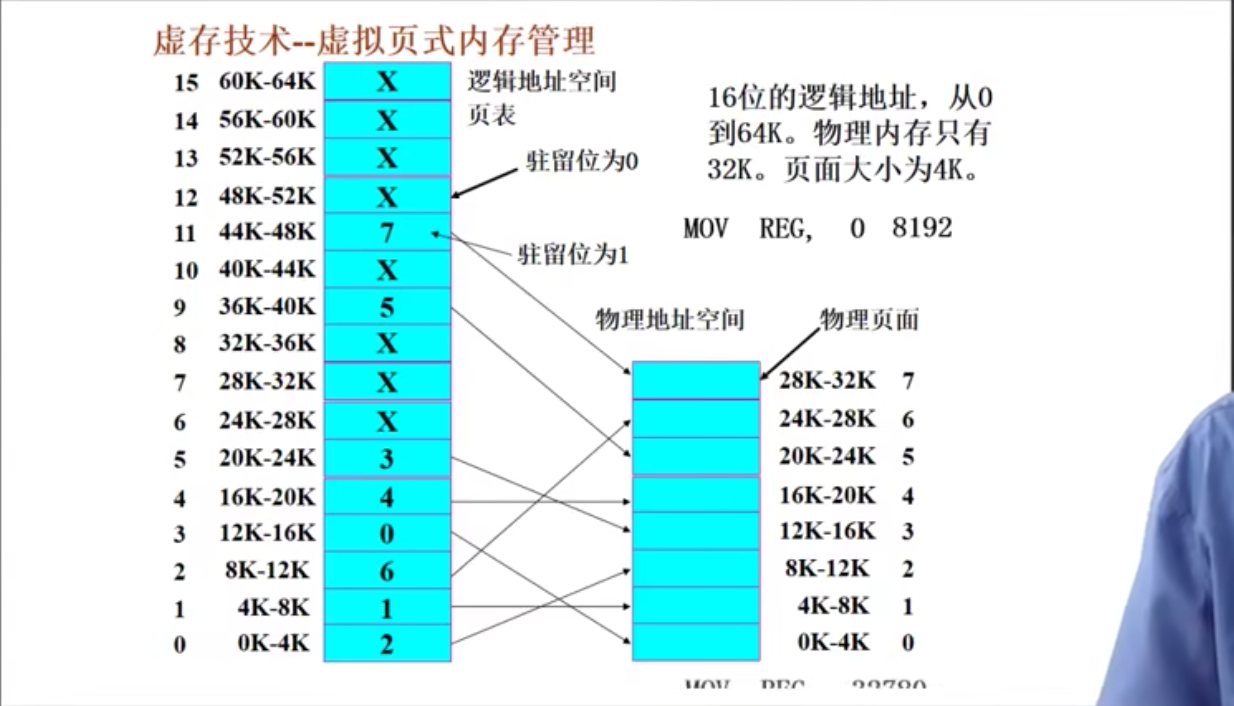 虚存技术--虚拟页式内存管理
15 60K-64K X 逻辑地址空间
14 56K-60K X 页表
13 52K-56K X
驻留位为0
12 48K-52K X
11 44K-48K 7
驻留位为1
10 40K-44K X
9 36K-40K 5
8 32K-36K X
7 28K-32K X
6 24K-28K X
5 20K-24K 3
4 16K-20K 4
3 12K-16K 0
2 8K-12K 6
1 4K-8K 1
0 0K-4K 2
16位的逻辑地址，从0
到64K。物理内存只有
32K。页面大小为4K。
MOV REG, 0 8192
物理地址空间 物理页面
28K-32K 7
24K-28K 6
20K-24K 5
16K-20K 4
12K-16K 3
8K-12K 2
4K-8K 1
0K-4K 0